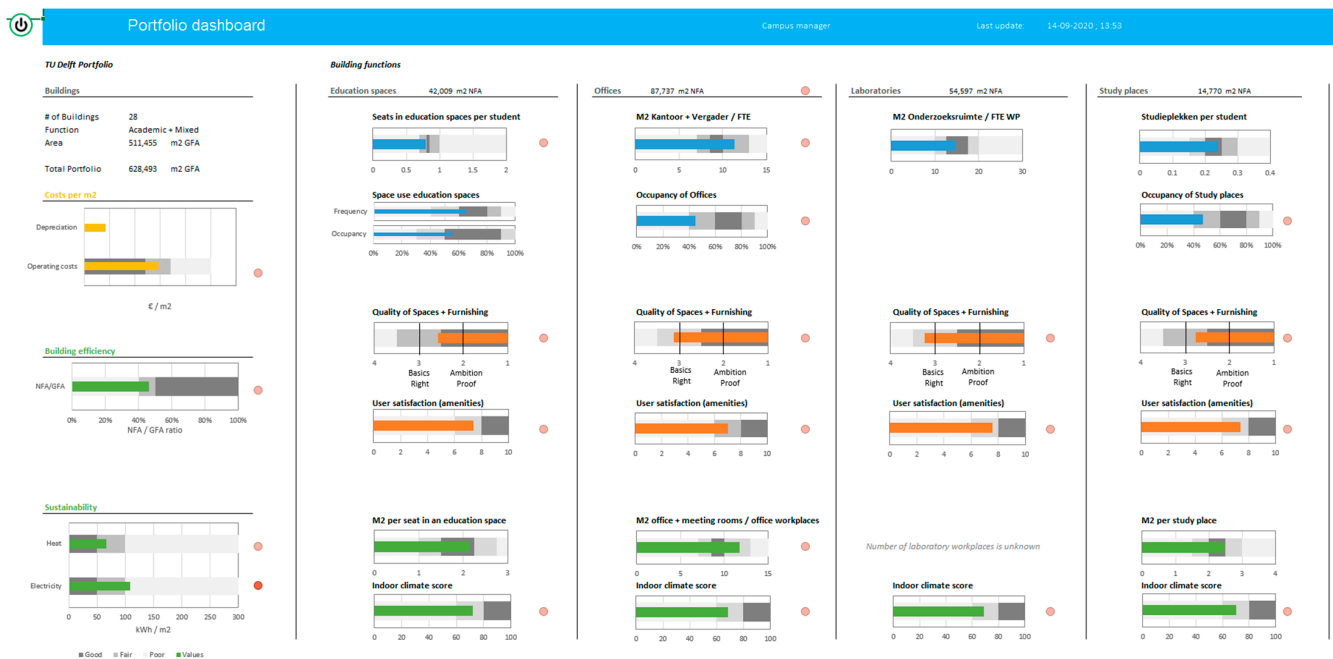 Portfolio dashboard
Campus manager
Last update: 14-09-2020 ; 13:53
TU Delft Portfolio
Buildings
# of Buildings 28
Function Academic + Mixed
Area 511,455 m2 GFA
Total Portfolio 628,493 m2 GFA
Costs per m2
Depreciation
Operating costs
€ / m2
Building efficiency
NFA/GFA
0% 20% 40% 60% 80% 100%
NFA / GFA ratio
Sustainability
Heat
Electricity
0 50 100 150 200 250 300
kWh / m2
Good Fair Poor Values
Building functions
Education spaces 42,009 m2 NFA
Seats in education spaces per student
0 0.5 1 1.5 2
Space use education spaces
Frequency
Occupancy
0% 20% 40% 60% 80% 100%
Quality of Spaces + Furnishing
4 3 2 1
Basics Ambition
Right Proof
User satisfaction (amenities)
0 2 4 6 8 10
M2 per seat in an education space
0 1 2 3
Indoor climate score
0 20 40 60 80 100
Offices 87,737 m2 NFA
M2 Kantoor + Vergader / FTE
0 5 10 15
Occupancy of Offices
0% 20% 40% 60% 80% 100%
Quality of Spaces + Furnishing
4 3 2 1
Basics Ambition
Right Proof
User satisfaction (amenities)
0 2 4 6 8 10
M2 office + meeting rooms / office workplaces
0 5 10 15
Indoor climate score
0 20 40 60 80 100
Laboratories 54,597 m2 NFA
M2 Onderzoeksruimte / FTE WP
0 10 20 30
Quality of Spaces + Furnishing
4 3 2 1
Basics Ambition
Right Proof
User satisfaction (amenities)
0 2 4 6 8 10
Number of laboratory workplaces is unknown
Indoor climate score
0 20 40 60 80 100
Study places 14,770 m2 NFA
Studieplekken per student
0 0.1 0.2 0.3 0.4
Occupancy of Study places
0% 20% 40% 60% 80% 100%
Quality of Spaces + Furnishing
4 3 2 1
Basics Ambition
Right Proof
User satisfaction (amenities)
0 2 4 6 8 10
M2 per study place
0 1 2 3 4
Indoor climate score
0 20 40 60 80 100